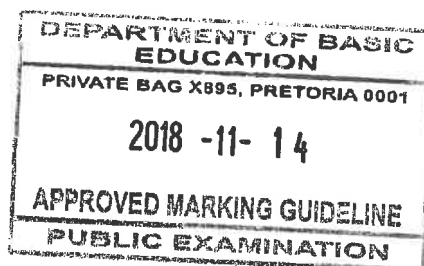 DEPARTMENT OF BASIC
EDUCATION
PRIVATE BAG X895, PRETORIA 0001
2018 -11- 14
APPROVED MARKING GUIDELINE
PUBLIC EXAMINATION